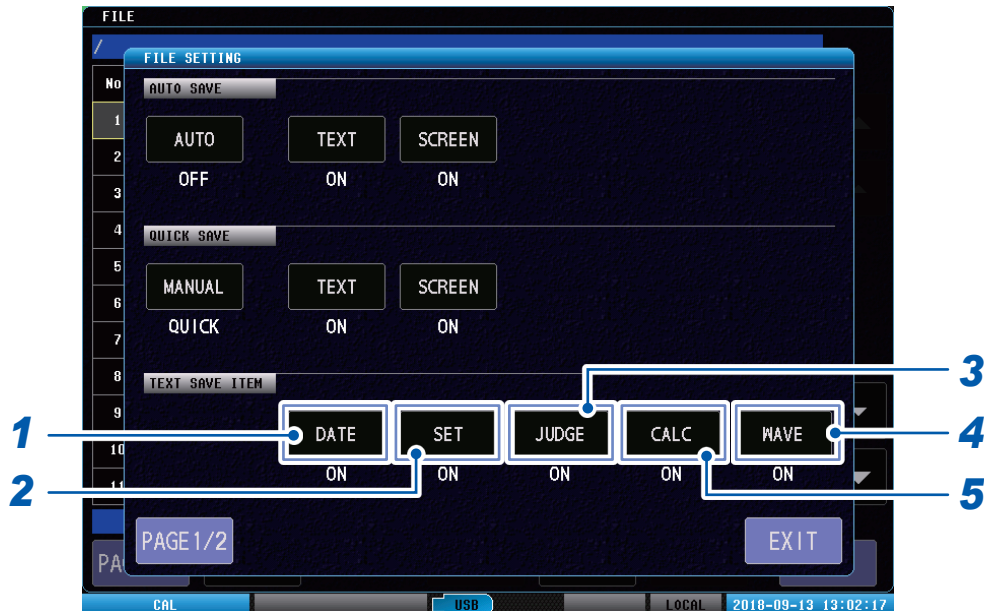 FILE
/
FILE SETTING
No
AUTO SAVE
1
AUTO TEXT SCREEN
2
OFF ON ON
3
4
QUICK SAVE
5
MANUAL TEXT SCREEN
6
QUICK ON ON
7
8
TEXT SAVE ITEM
3
9
1 DATE SET JUDGE CALC WAVE 4
10
ON ON ON ON ON
2 11 5
PAGE 1/2 EXIT
PA
CAL USB LOCAL 2018-09-13 13:02:17